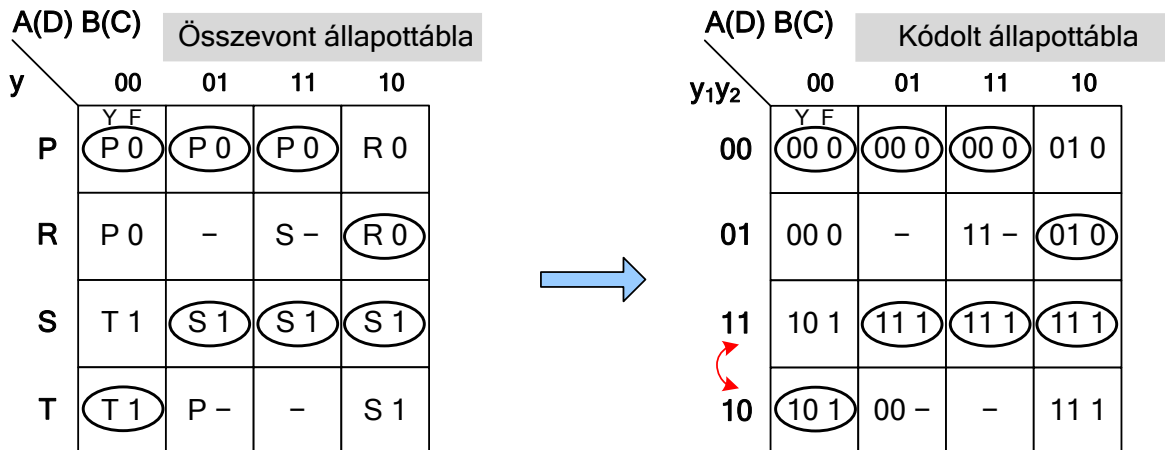 A(D) B(C) Összevont állapottábla
y 00 01 11 10
Y F
P P 0 P 0 P 0 R 0
R P 0 – S – R 0
S T 1 S 1 S 1 S 1
T T 1 P – – S 1
A(D) B(C) Kódolt állapottábla
y₁y₂ 00 01 11 10
Y F
00 00 0 00 0 00 0 01 0
01 00 0 – 11 – 01 0
11 10 1 11 1 11 1 11 1
10 10 1 00 – – 11 1